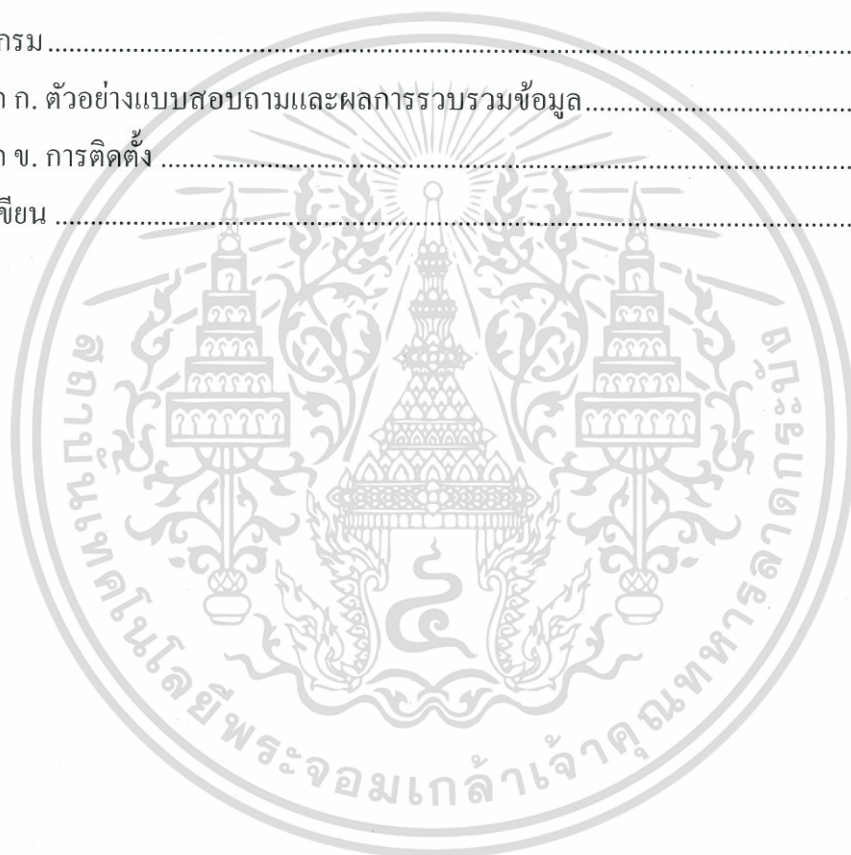 กรม ........................................................................................................
ก ก. ตัวอย่างแบบสอบถามและผลการรวบรวมข้อมูล ...................................
ก ข. การติดตั้ง ........................................................................................
ขียน ........................................................................................................
สถาบันเทคโนโลยีพระจอมเกล้าเจ้าคุณทหารลาดกระบัง